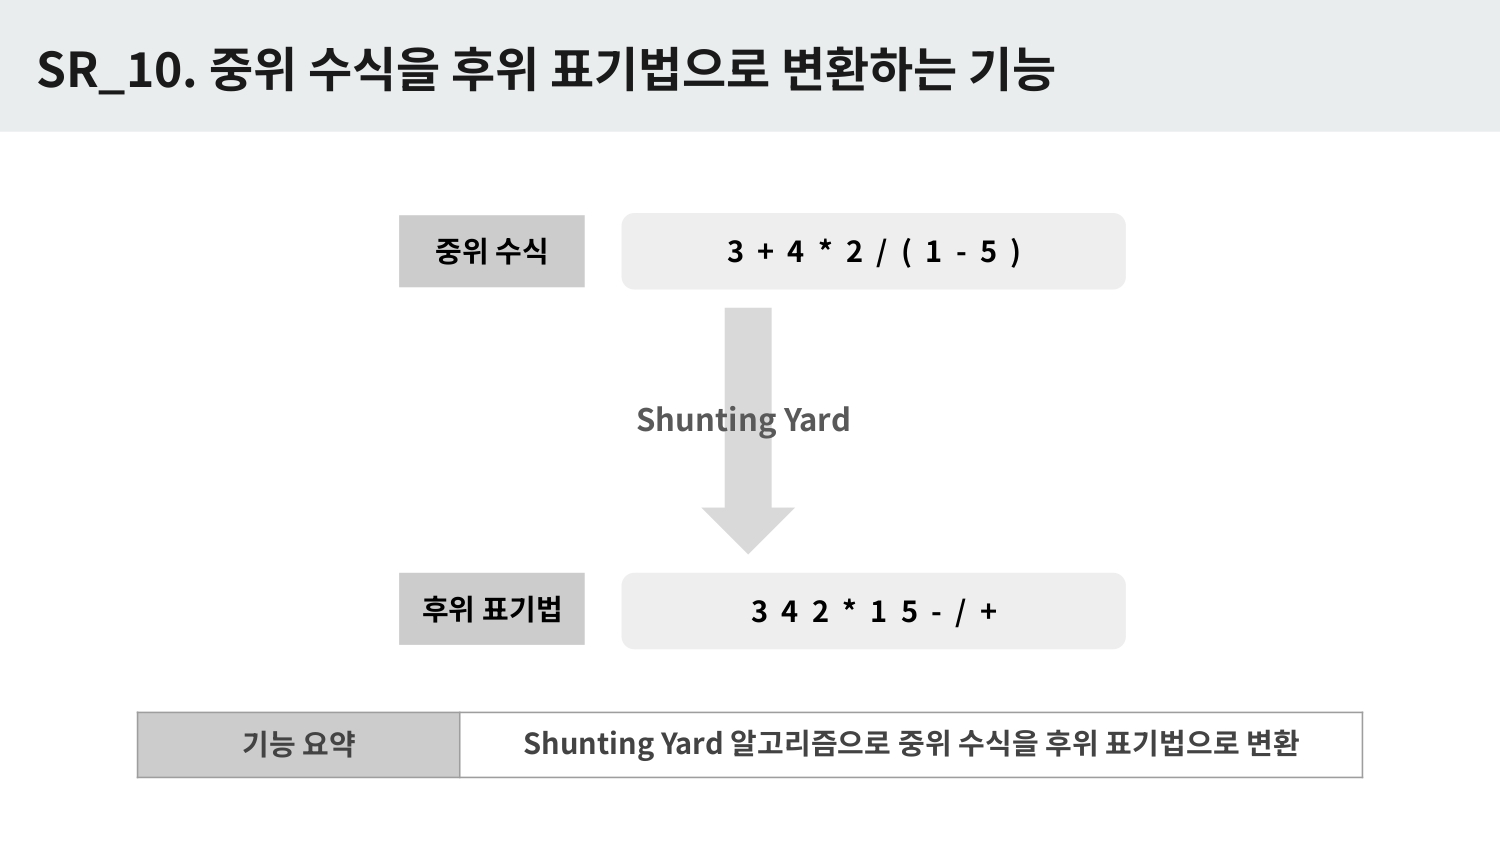 SR_10. 중위 수식을 후위 표기법으로 변환하는 기능
중위 수식
3 + 4 * 2 / ( 1 - 5 )
Shunting Yard
후위 표기법
3 4 2 * 1 5 - / +
기능 요약
Shunting Yard 알고리즘으로 중위 수식을 후위 표기법으로 변환